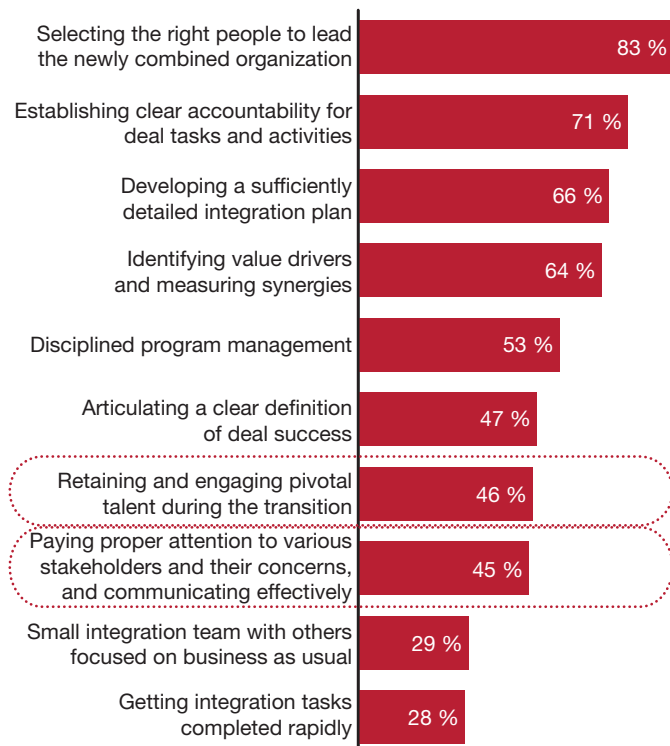 Selecting the right people to lead
the newly combined organization
83 %
Establishing clear accountability for
deal tasks and activities
71 %
Developing a sufficiently
detailed integration plan
66 %
Identifying value drivers
and measuring synergies
64 %
Disciplined program management
53 %
Articulating a clear definition
of deal success
47 %
Retaining and engaging pivotal
talent during the transition
46 %
Paying proper attention to various
stakeholders and their concerns,
and communicating effectively
45 %
Small integration team with others
focused on business as usual
29 %
Getting integration tasks
completed rapidly
28 %